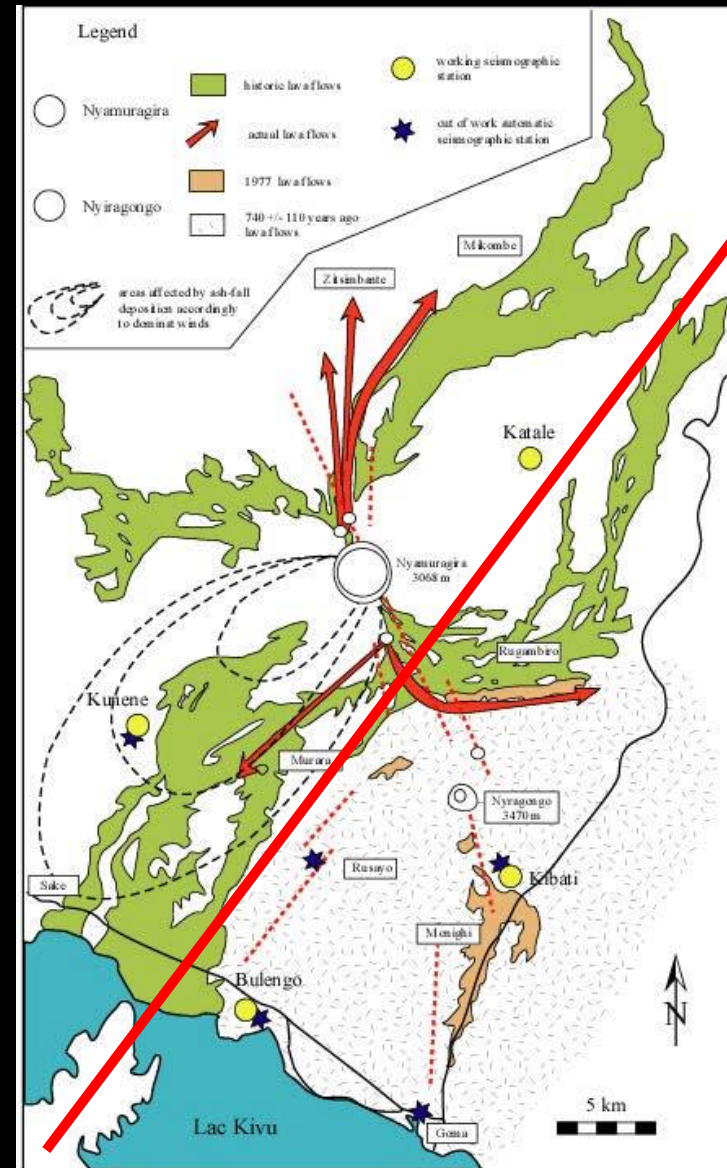 Legend
Nyamuragira
Nyiragongo
historic lava flows
actual lava flows
1977 lava flows
740 +/- 110 years ago
lava flows
working seismographic
station
out of work automatic
seismographic station
areas affected by ash-fall
deposition accordingly
to dominat winds
Mikombe
Zitsimbante
Katale
Nyamuragira
3068 m
Rugambiro
Kunene
Murara
Nyragongo
3470m
Rusayo
Kibati
Sake
Monighi
Bulengo
N
Lac Kivu
Goma
5 km